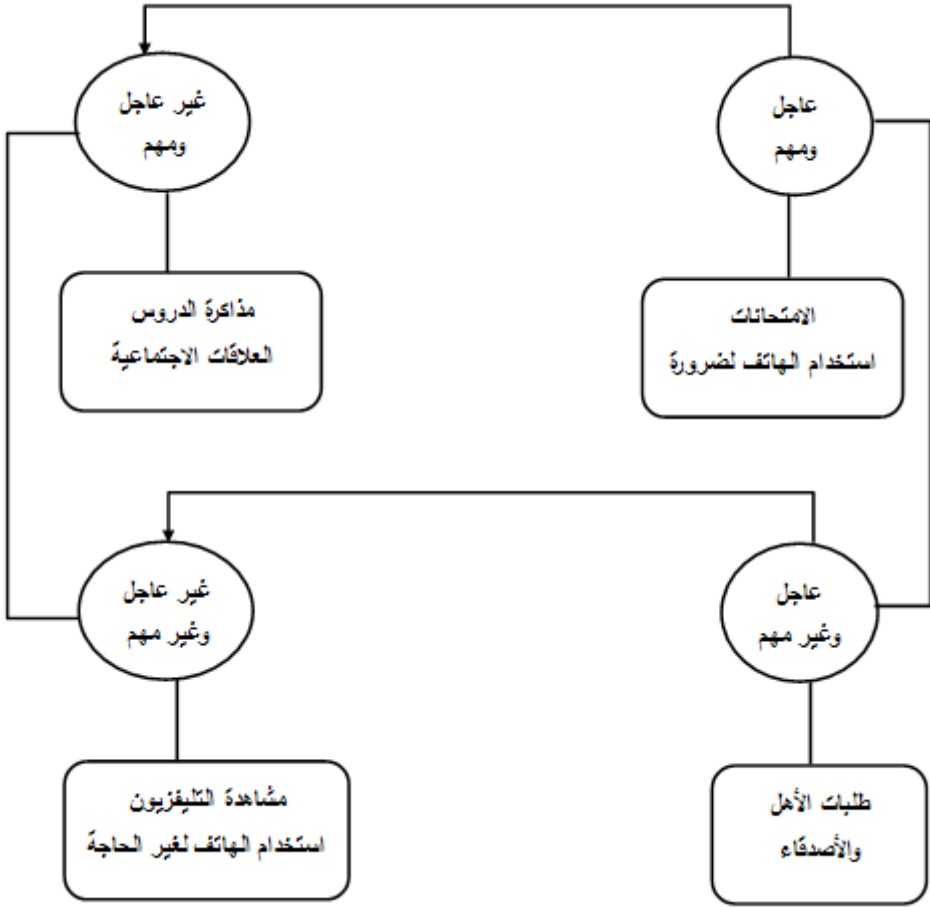 عاجل
ومهم
غير عاجل
ومهم
الامتحانات
استخدام الهاتف لضرورة
مذاكرة الدروس
العلاقات الاجتماعية
عاجل
وغير مهم
غير عاجل
وغير مهم
طلبات الأهل
والأصدقاء
مشاهدة التليفزيون
استخدام الهاتف لغير الحاجة